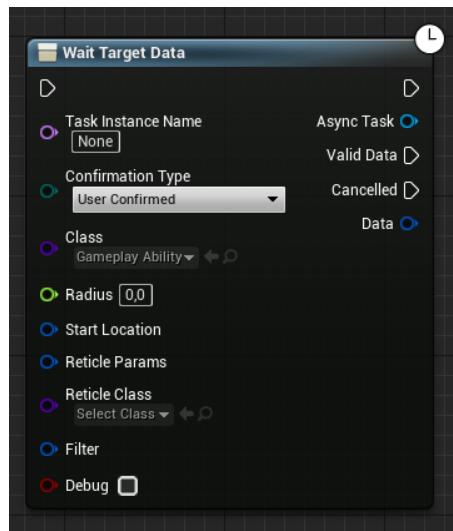 Wait Target Data
Task Instance Name
None
Async Task
Valid Data
Confirmation Type
User Confirmed
Cancelled
Data
Class
Gameplay Ability
Radius 0,0
Start Location
Reticle Params
Reticle Class
Select Class
Filter
Debug